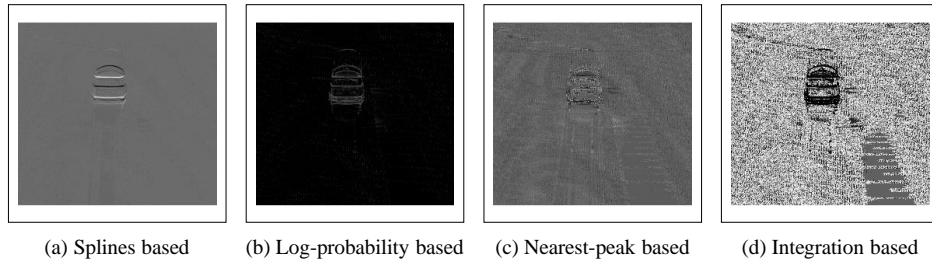 (a) Splines based
(b) Log-probability based
(c) Nearest-peak based
(d) Integration based